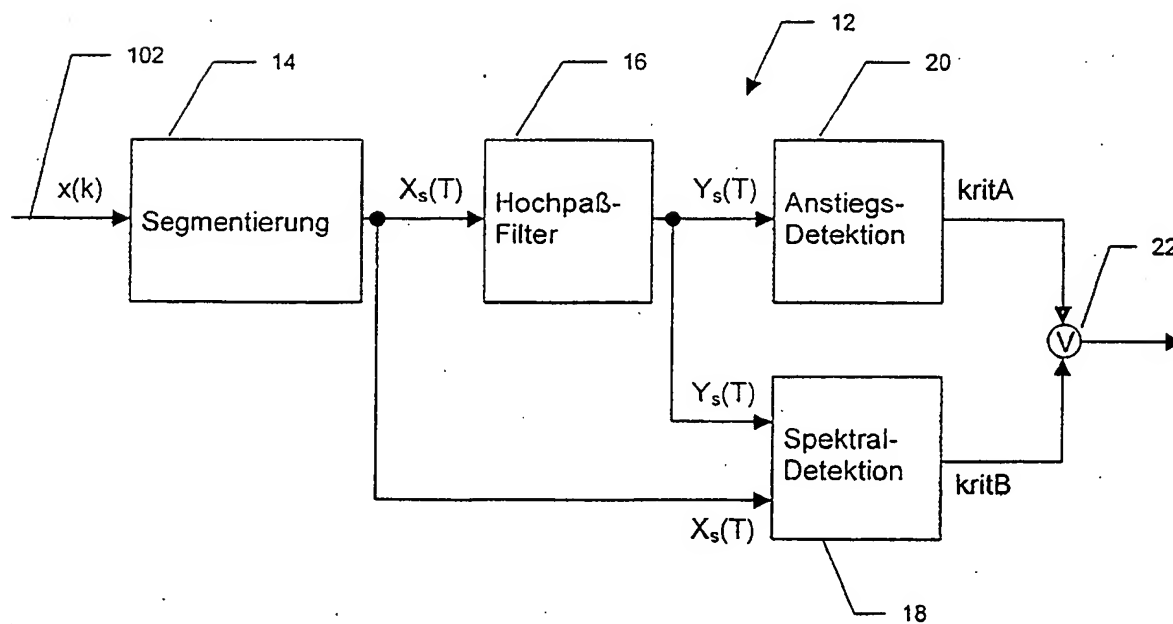 12
102
14
16
20
x(k)
Segmentierung
X_s(T)
Hochpaß-
Filter
Y_s(T)
Anstiegs-
Detektion
kritA
22
V
Y_s(T)
Spektral-
Detektion
kritB
X_s(T)
18